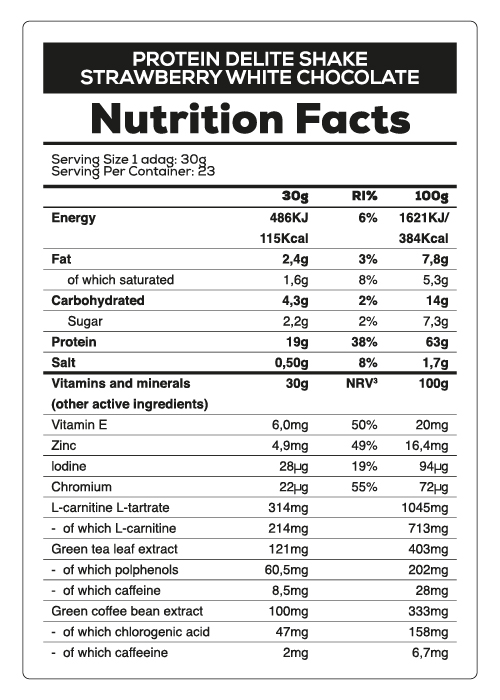 PROTEIN DELITE SHAKE
STRAWBERRY WHITE CHOCOLATE
Nutrition Facts
Serving Size 1 adag: 30g
Serving Per Container: 23
30g RI% 100g
Energy 486KJ 6% 1621KJ/
115Kcal 384Kcal
Fat 2,4g 3% 7,8g
of which saturated 1,6g 8% 5,3g
Carbohydrated 4,3g 2% 14g
Sugar 2,2g 2% 7,3g
Protein 19g 38% 63g
Salt 0,50g 8% 1,7g
Vitamins and minerals 30g NRV³ 100g
(other active ingredients)
Vitamin E 6,0mg 50% 20mg
Zinc 4,9mg 49% 16,4mg
Iodine 28µg 19% 94µg
Chromium 22µg 55% 72µg
L-carnitine L-tartrate 314mg 1045mg
- of which L-carnitine 214mg 713mg
Green tea leaf extract 121mg 403mg
- of which polphenols 60,5mg 202mg
- of which caffeine 8,5mg 28mg
Green coffee bean extract 100mg 333mg
- of which chlorogenic acid 47mg 158mg
- of which caffeeine 2mg 6,7mg